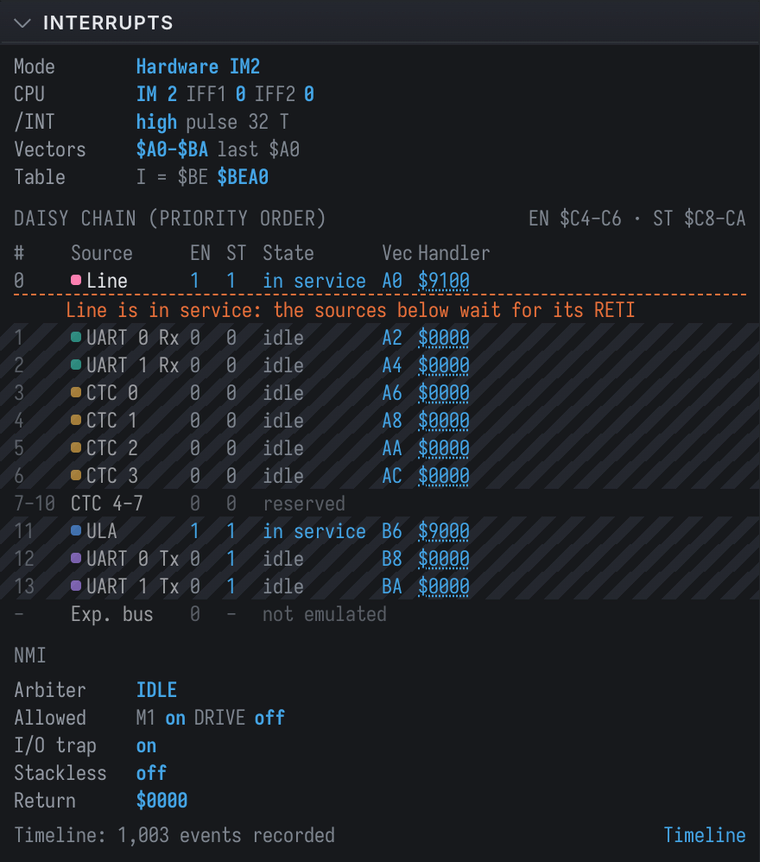 INTERRUPTS
Mode Hardware IM2
CPU IM 2 IFF1 0 IFF2 0
/INT high pulse 32 T
Vectors $A0-$BA last $A0
Table I = $BE $BEA0
DAISY CHAIN (PRIORITY ORDER) EN $C4-C6 · ST $C8-CA
# Source EN ST State Vec Handler
0 Line 1 1 in service A0 $9100
Line is in service: the sources below wait for its RETI
1 UART 0 Rx 0 0 idle A2 $0000
2 UART 1 Rx 0 0 idle A4 $0000
3 CTC 0 0 0 idle A6 $0000
4 CTC 1 0 0 idle A8 $0000
5 CTC 2 0 0 idle AA $0000
6 CTC 3 0 0 idle AC $0000
7-10 CTC 4-7 0 0 reserved
11 ULA 1 1 in service B6 $9000
12 UART 0 Tx 0 1 idle B8 $0000
13 UART 1 Tx 0 1 idle BA $0000
- Exp. bus 0 - not emulated
NMI
Arbiter IDLE
Allowed M1 on DRIVE off
I/O trap on
Stackless off
Return $0000
Timeline: 1,003 events recorded Timeline